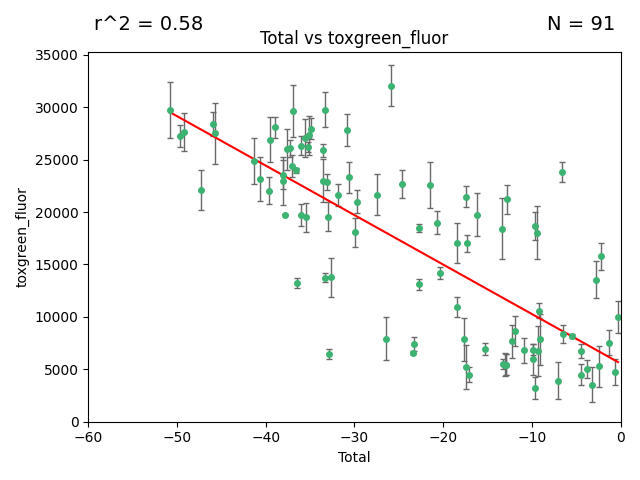 r^2 = 0.58 N = 91
Total vs toxgreen_fluor
35000
30000
25000
20000
15000
10000
5000
0
toxgreen_fluor
−60 −50 −40 −30 −20 −10 0
Total